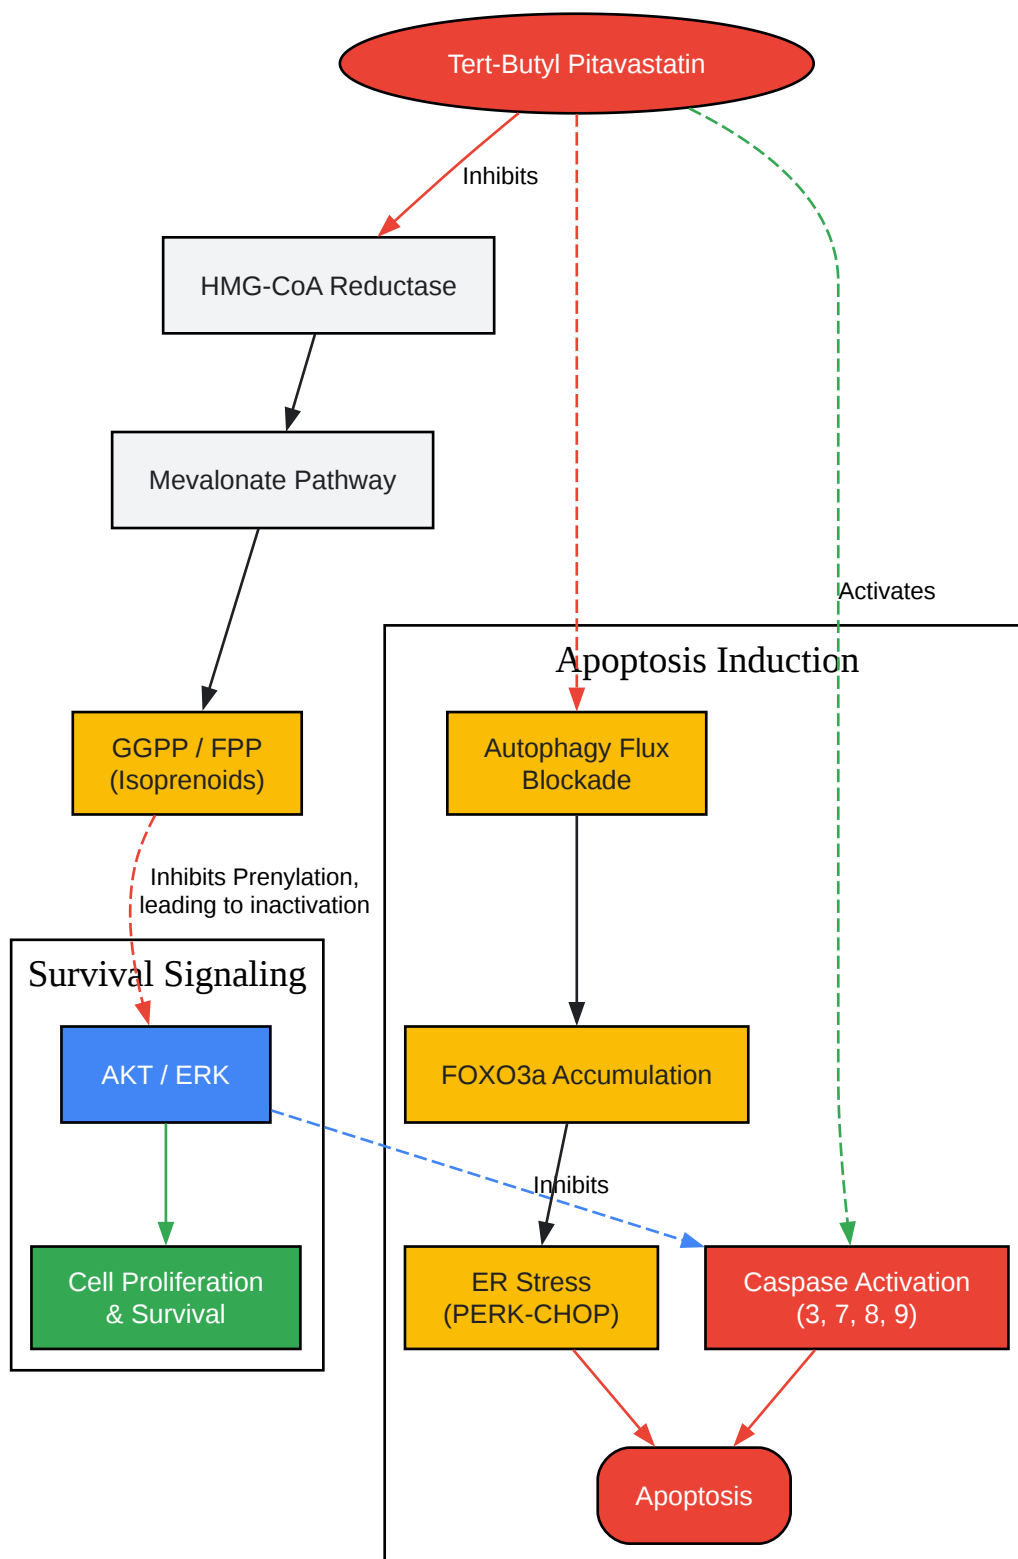 Tert-Butyl Pitavastatin
Inhibits
HMG-CoA Reductase
Mevalonate Pathway
Activates
Apoptosis Induction
GGPP / FPP
(Isoprenoids)
Autophagy Flux
Blockade
Inhibits Prenylation,
leading to inactivation
Survival Signaling
AKT / ERK
FOXO3a Accumulation
Inhibits
Cell Proliferation
& Survival
ER Stress
(PERK-CHOP)
Caspase Activation
(3, 7, 8, 9)
Apoptosis